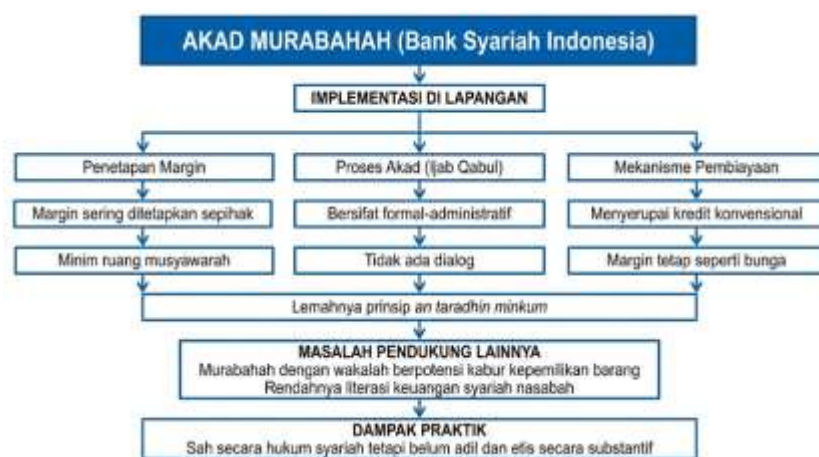 AKAD MURABAHAH (Bank Syariah Indonesia)
IMPLEMENTASI DI LAPANGAN
Penetapan Margin
Proses Akad (Ijab Qabul)
Mekanisme Pembiayaan
Margin sering ditetapkan sepihak
Bersifat formal-administratif
Menyerupai kredit konvensional
Minim ruang musyawarah
Tidak ada dialog
Margin tetap seperti bunga
Lemahnya prinsip an taradhin minkum
MASALAH PENDUKUNG LAINNYA
Murabahah dengan wakalah berpotensi kabur kepemilikan barang
Rendahnya literasi keuangan syariah nasabah
DAMPAK PRAKTIK
Sah secara hukum syariah tetapi belum adil dan etis secara substantif